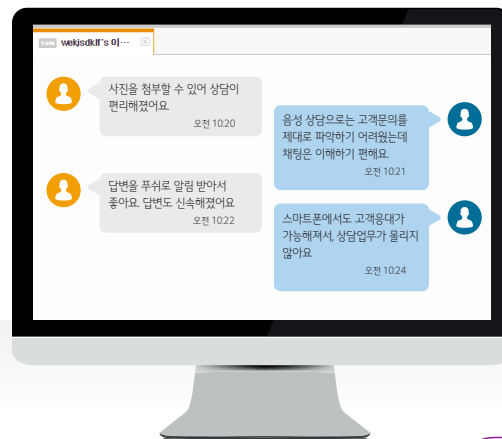 Talk wekjsdklf's 이…
사진을 첨부할 수 있어 상담이
편리해졌어요.
오전 10:20
음성 상담으로는 고객문의를
제대로 파악하기 어려웠는데
채팅은 이해하기 편해요.
오전 10:21
답변을 푸쉬로 알림 받아서
좋아요. 답변도 신속해졌어요
오전 10:22
스마트폰에서도 고객응대가
가능해져서, 상담업무가 몰리지
않아요
오전 10:24